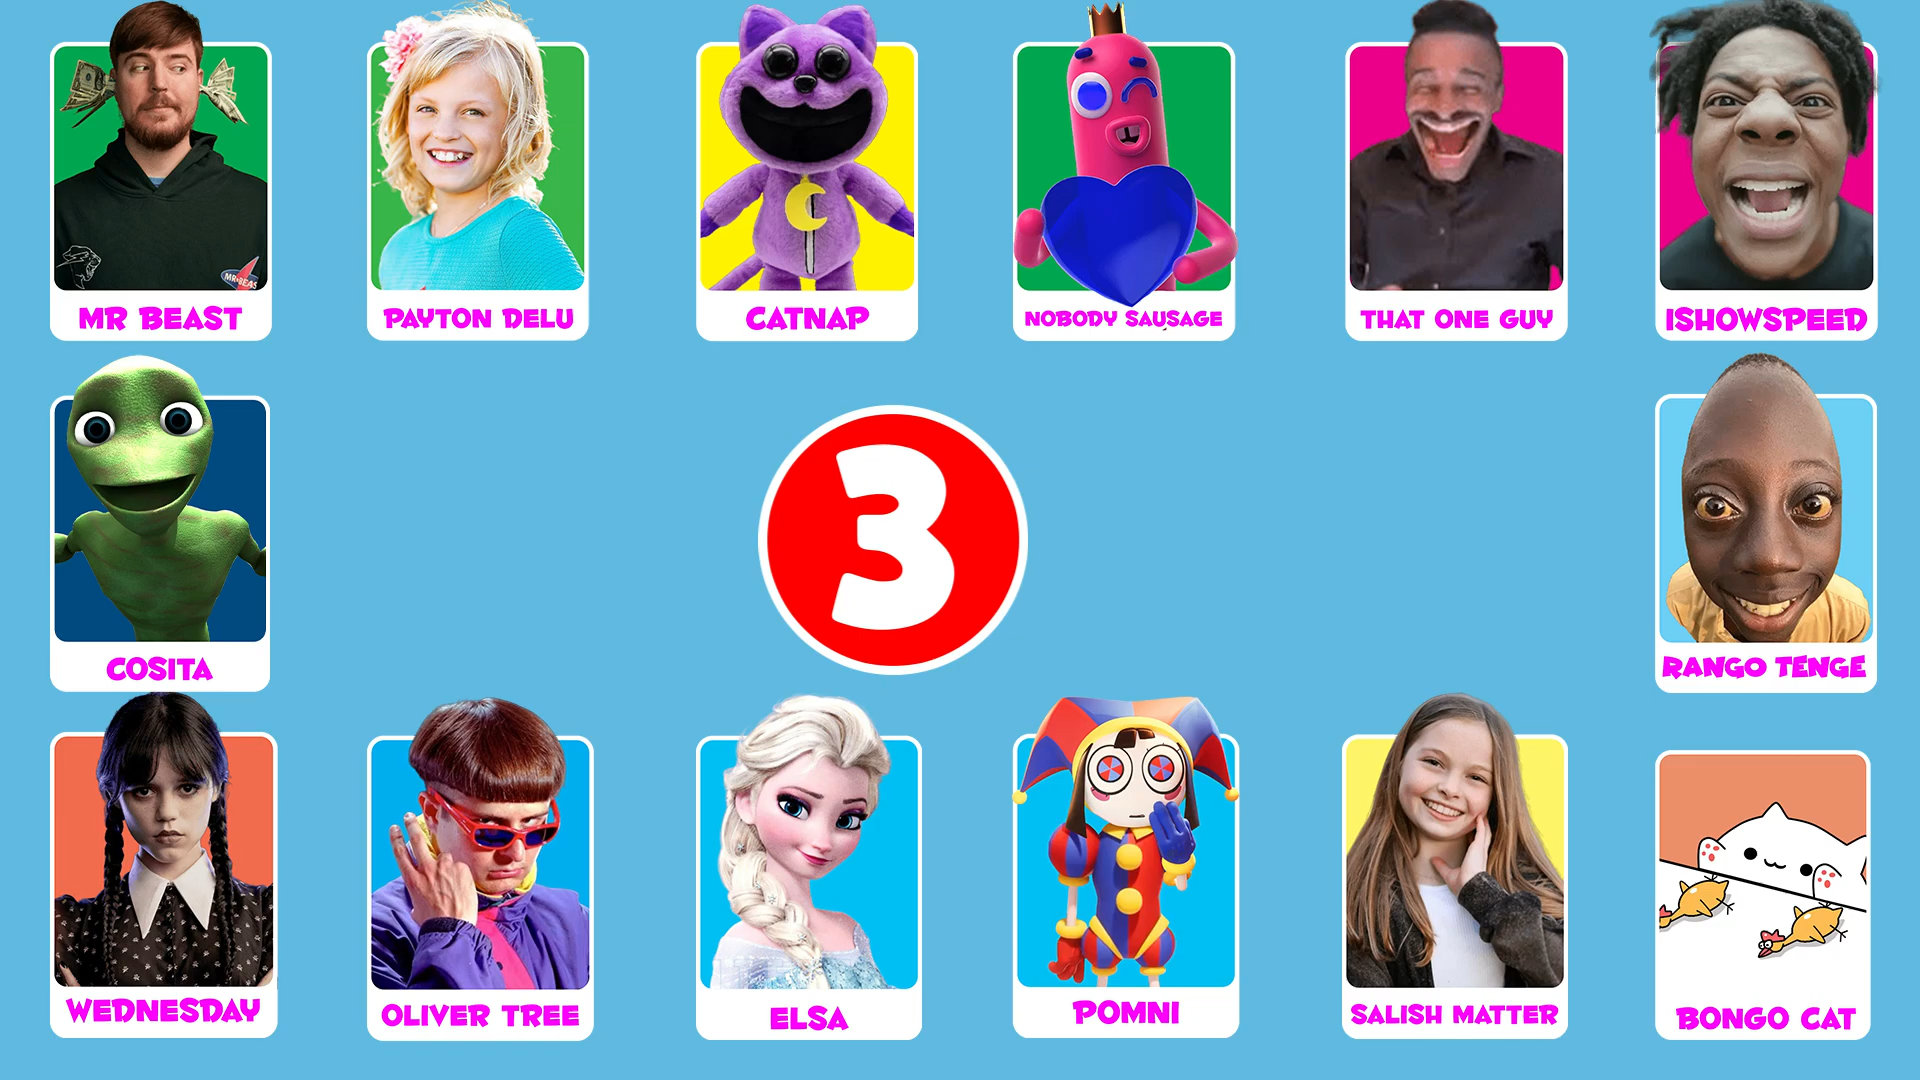 MR BEAST
PAYTON DELU
CATNAP
NOBODY SAUSAGE
THAT ONE GUY
ISHOWSPEED
COSITA
3
RANGO TENGE
WEDNESDAY
OLIVER TREE
ELSA
POMNI
SALISH MATTER
BONGO CAT